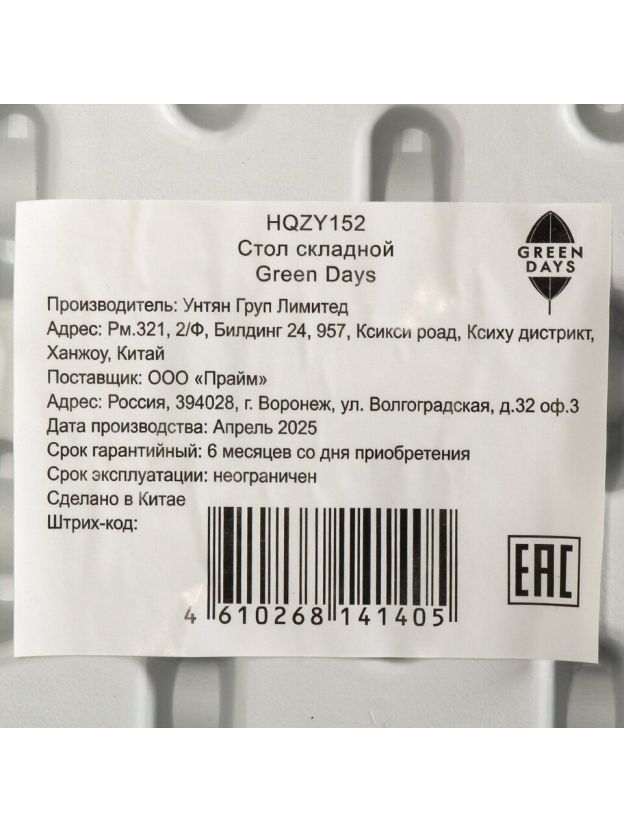 HQZY152
Стол складной
Green Days
GREEN
DAYS
Производитель: Унтян Груп Лимитед
Адрес: Рм.321, 2/Ф, Билдинг 24, 957, Ксикси роад, Ксиху дистрикт,
Ханжоу, Китай
Поставщик: ООО «Прайм»
Адрес: Россия, 394028, г. Воронеж, ул. Волгоградская, д.32 оф.3
Дата производства: Апрель 2025
Срок гарантийный: 6 месяцев со дня приобретения
Срок эксплуатации: неограничен
Сделано в Китае
Штрих-код:
4 610268 141405
EAC